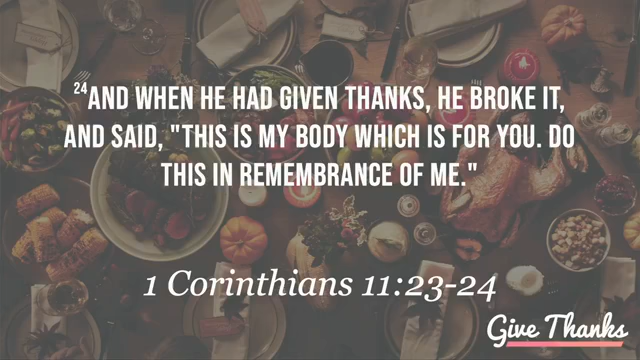 24AND WHEN HE HAD GIVEN THANKS, HE BROKE IT,
AND SAID, "THIS IS MY BODY WHICH IS FOR YOU. DO
THIS IN REMEMBRANCE OF ME."
1 Corinthians 11:23-24
Give Thanks